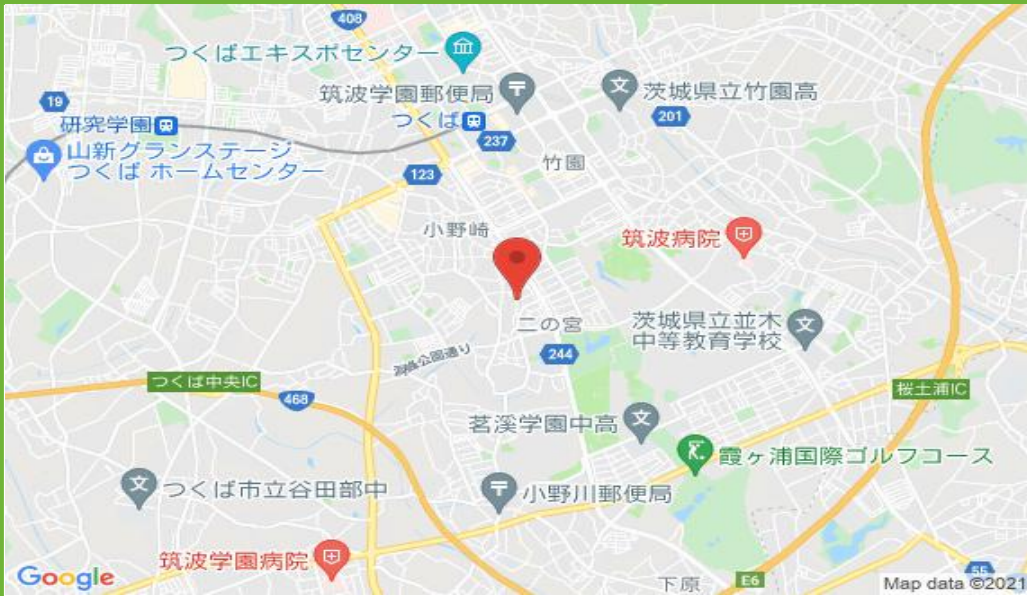 408
つくばエキスポセンター
筑波学園郵便局
茨城県立竹園高
19
研究学園
つくば
201
237
山新グランステージ
つくば ホームセンター
123
竹園
小野崎
筑波病院
二の宮
茨城県立並木
中等教育学校
244
洞峰公園通り
つくば中央IC
468
桜土浦IC
茗溪学園中高
霞ヶ浦国際ゴルフコース
つくば市立谷田部中
小野川郵便局
筑波学園病院
Google
下原
E6
55
Map data ©2021